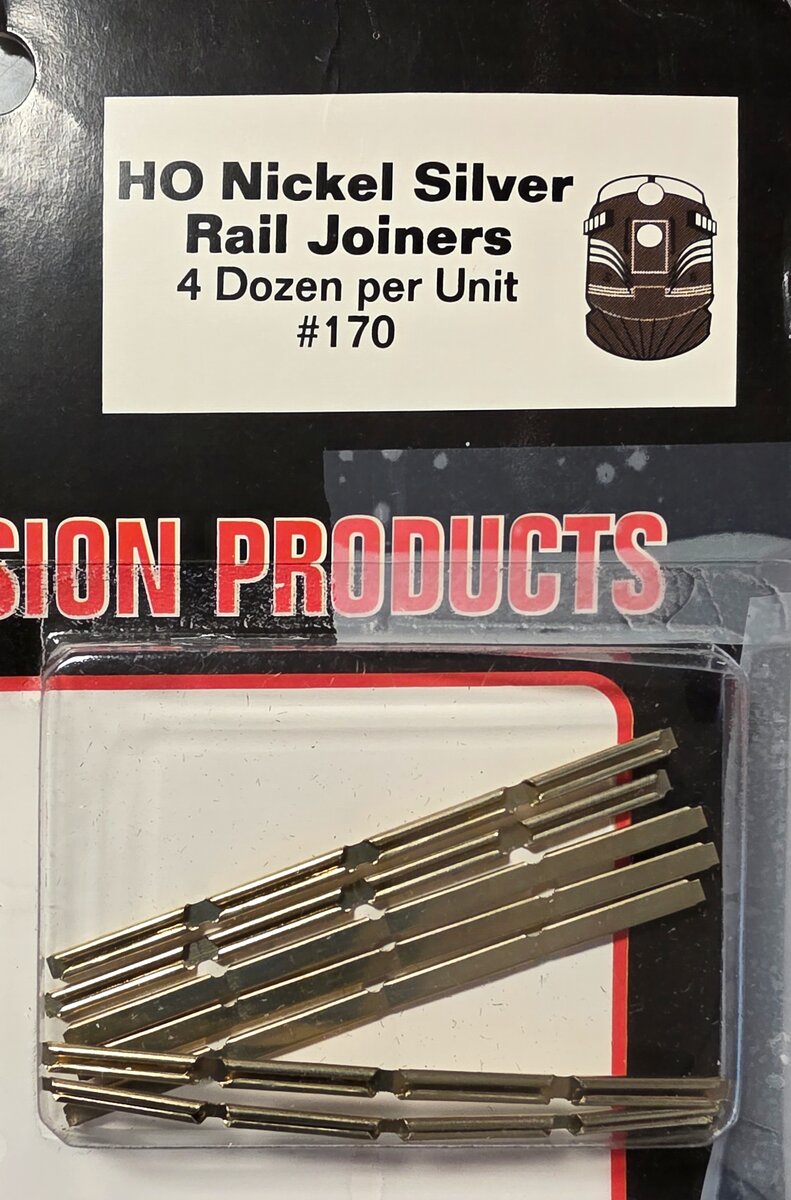 HO Nickel Silver
Rail Joiners
4 Dozen per Unit
#170
SION PRODUCTS